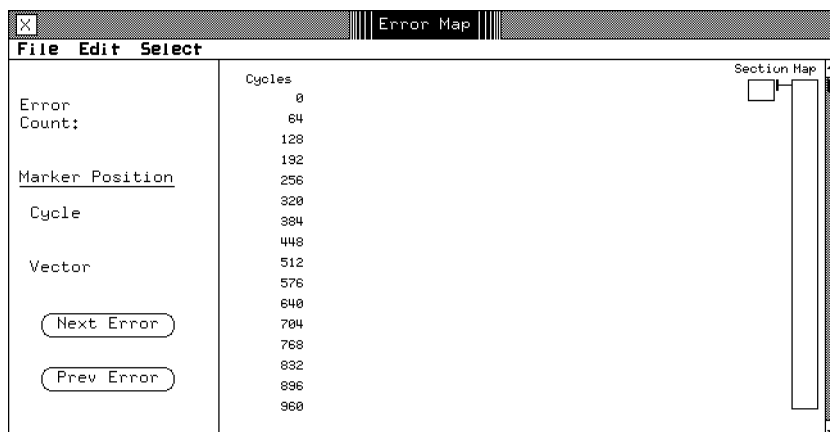 Error Map
File Edit Select
Error
Count:
Marker Position
Cycle
Vector
Next Error
Prev Error
Cycles
0
64
128
192
256
320
384
448
512
576
640
704
768
832
896
960
Section Map